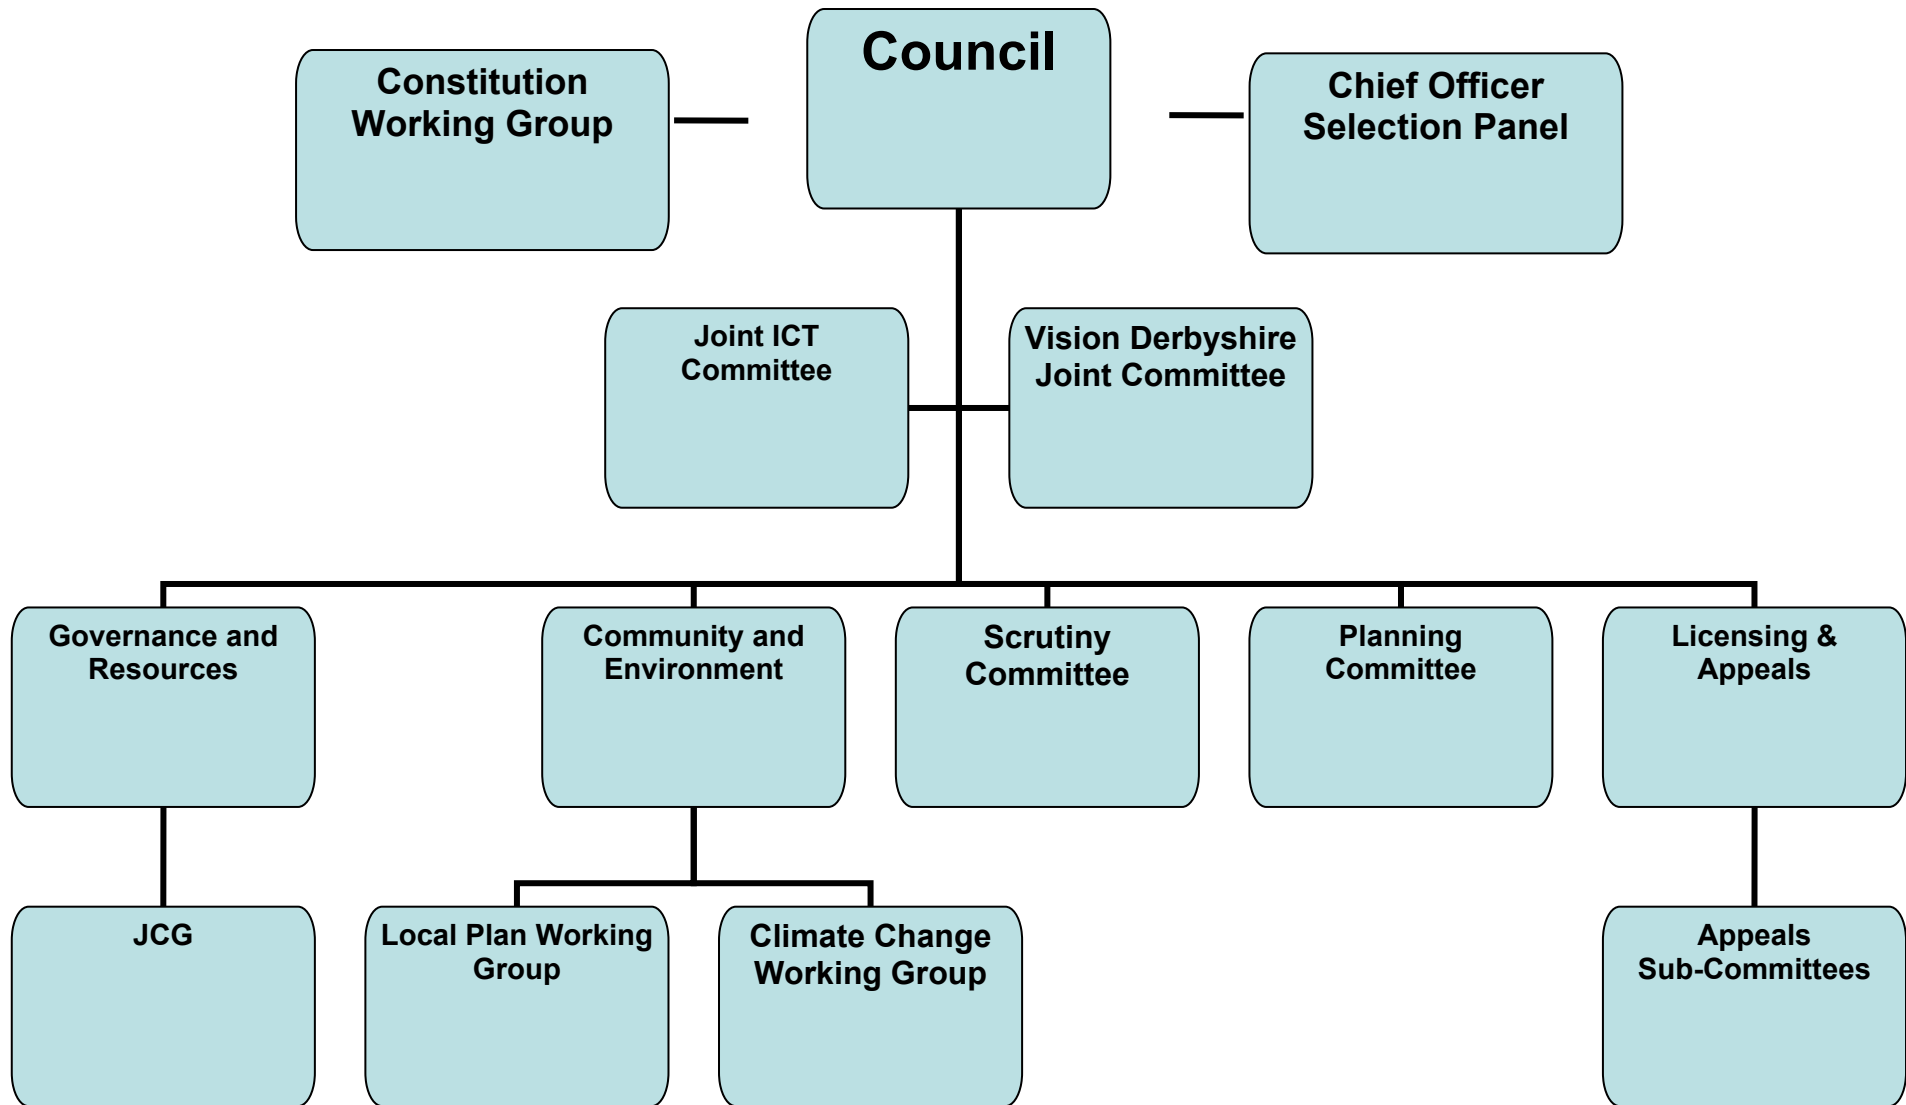 Constitution
Working Group
Council
Chief Officer
Selection Panel
Joint ICT
Committee
Vision Derbyshire
Joint Committee
Governance and
Resources
Community and
Environment
Scrutiny
Committee
Planning
Committee
Licensing &
Appeals
JCG
Local Plan Working
Group
Climate Change
Working Group
Appeals
Sub-Committees